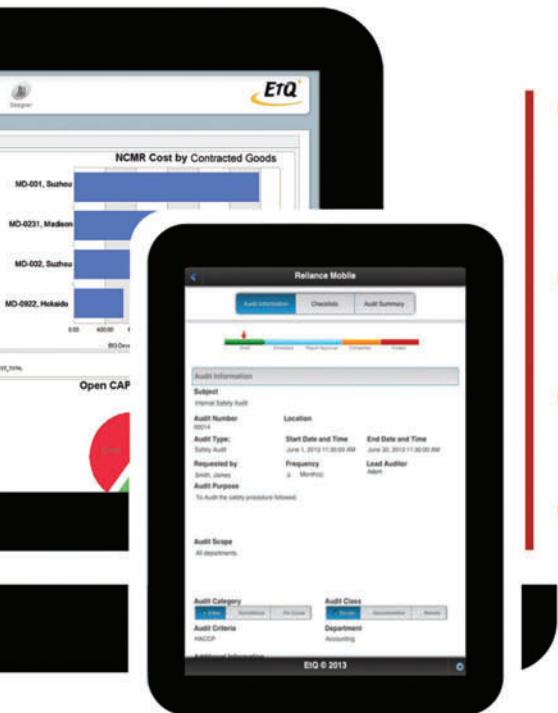 Designer
EtQ
NCMR Cost by Contracted Goods
MD-001, Suzhou
MD-0231, Madison
MD-002, Suzhou
MD-0922, Hokaido
0.00 400.00
Open CAP
Reliance Mobile
Audit Information Checklists Audit Summary
Draft
Audit Information
Subject
Internal Safety Audit
Audit Number Location
00014
Audit Type: Start Date and Time End Date and Time
Safety Audit June 1, 2013 11:30:00 AM June 30, 2013 11:30:00 AM
Requested by Frequency Lead Auditor
Smith, James Month(s) Adam
Audit Purpose
To Audit the safety procedure followed.
Audit Scope
All departments.
Audit Category Audit Class
Audit Criteria Department
HACCP Accounting
Additional Information
EtQ © 2013